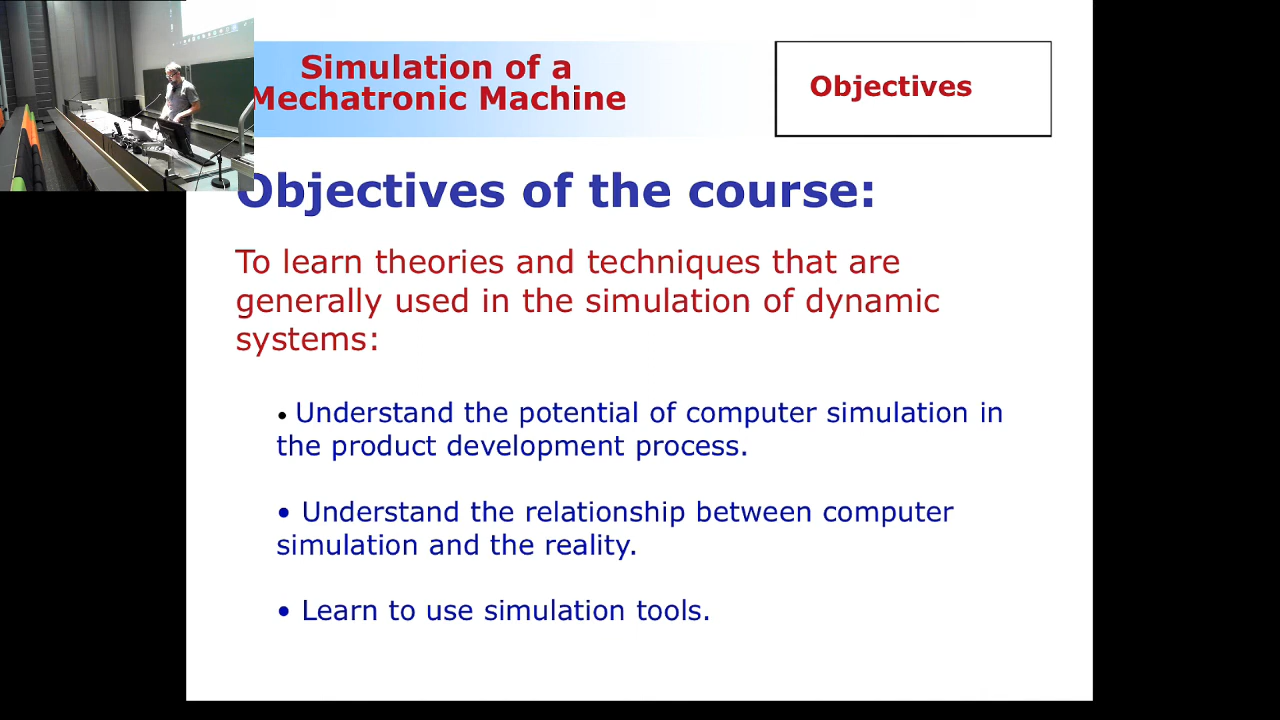 Simulation of a
Mechatronic Machine
Objectives
Objectives of the course:
To learn theories and techniques that are
generally used in the simulation of dynamic
systems:
• Understand the potential of computer simulation in
the product development process.
• Understand the relationship between computer
simulation and the reality.
• Learn to use simulation tools.